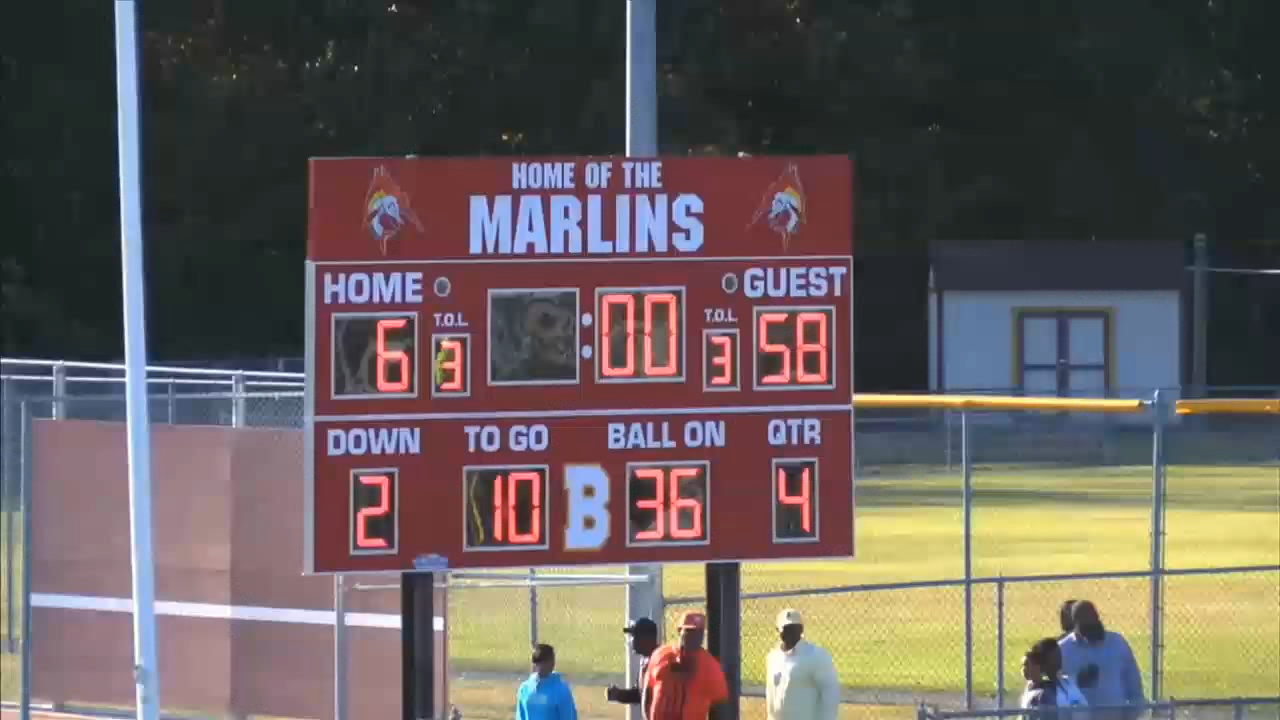 HOME OF THE
MARLINS
HOME GUEST
T.O.L. T.O.L.
6 3 :00 3 58
DOWN TO GO BALL ON QTR
2 10 B 36 4